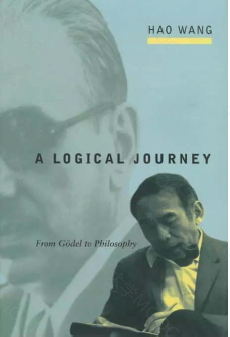 HAO WANG
A LOGICAL JOURNEY
From Gödel to Philosophy